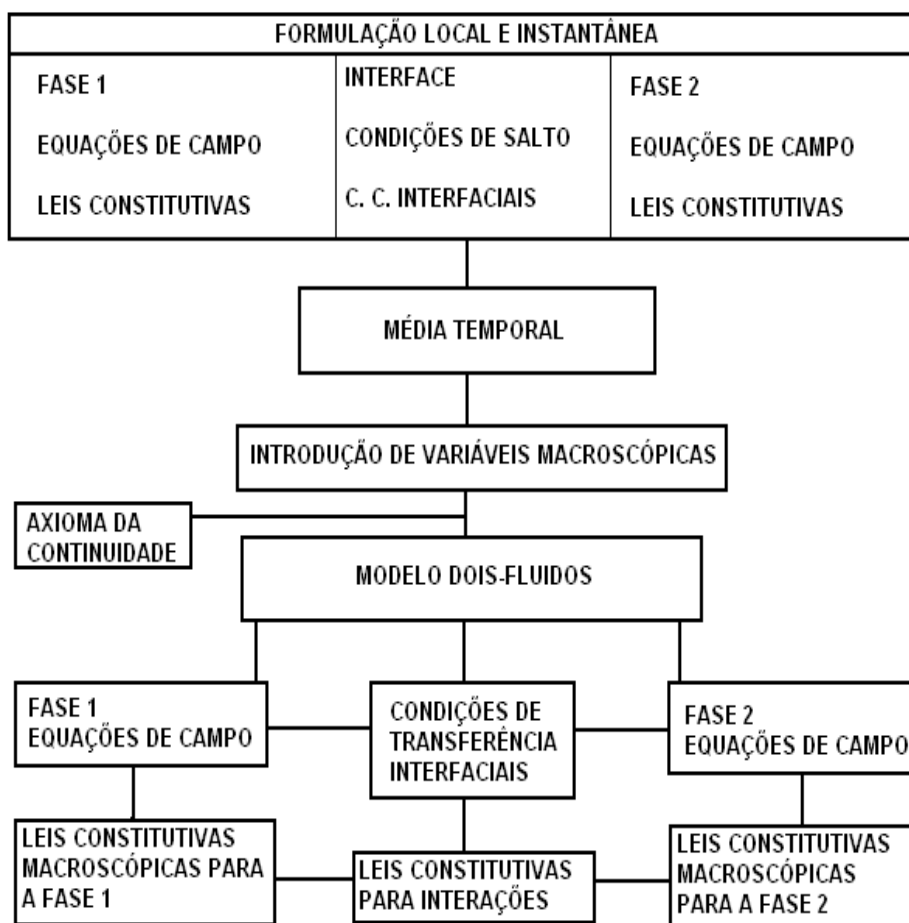 FORMULAÇÃO LOCAL E INSTANTÂNEA
FASE 1
EQUAÇÕES DE CAMPO
LEIS CONSTITUTIVAS
INTERFACE
CONDIÇÕES DE SALTO
C. C. INTERFACIAIS
FASE 2
EQUAÇÕES DE CAMPO
LEIS CONSTITUTIVAS
MÉDIA TEMPORAL
INTRODUÇÃO DE VARIÁVEIS MACROSCÓPICAS
AXIOMA DA
CONTINUIDADE
MODELO DOIS-FLUIDOS
FASE 1
EQUAÇÕES DE CAMPO
CONDIÇÕES DE
TRANSFERÊNCIA
INTERFACIAIS
FASE 2
EQUAÇÕES DE CAMPO
LEIS CONSTITUTIVAS
MACROSCÓPICAS PARA
A FASE 1
LEIS CONSTITUTIVAS
PARA INTERAÇÕES
LEIS CONSTITUTIVAS
MACROSCÓPICAS
PARA A FASE 2